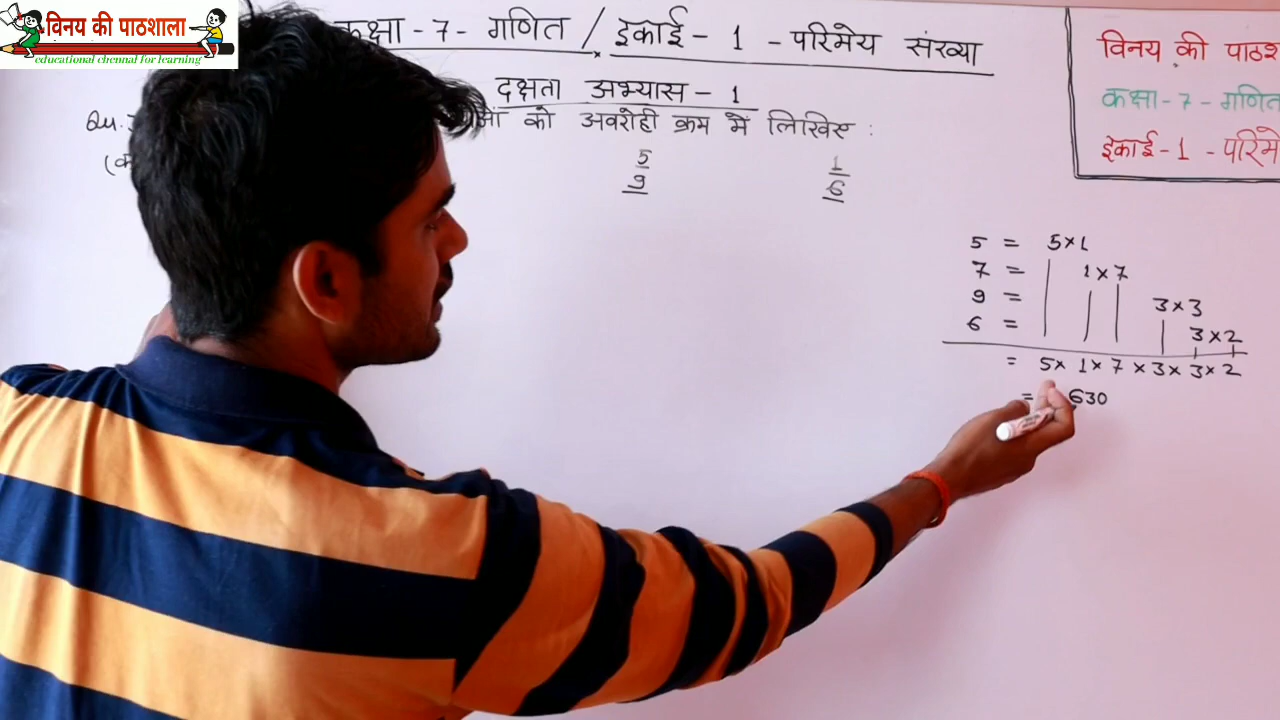 विनय की पाठशाला
educational chennal for learning
कक्षा - 7 - गणित / इकाई - 1 - परिमेय संख्या
दक्षता अभ्यास - 1
Qu. को अवरोही क्रम में लिखिए :
5/9 1/6
विनय की
कक्षा - 7 - गणित
इकाई - 1 -
5 = 5×1
7 = 1×7
9 = 3×3
6 = 3×2
= 5× 1× 7 × 3× 3×2
= 630